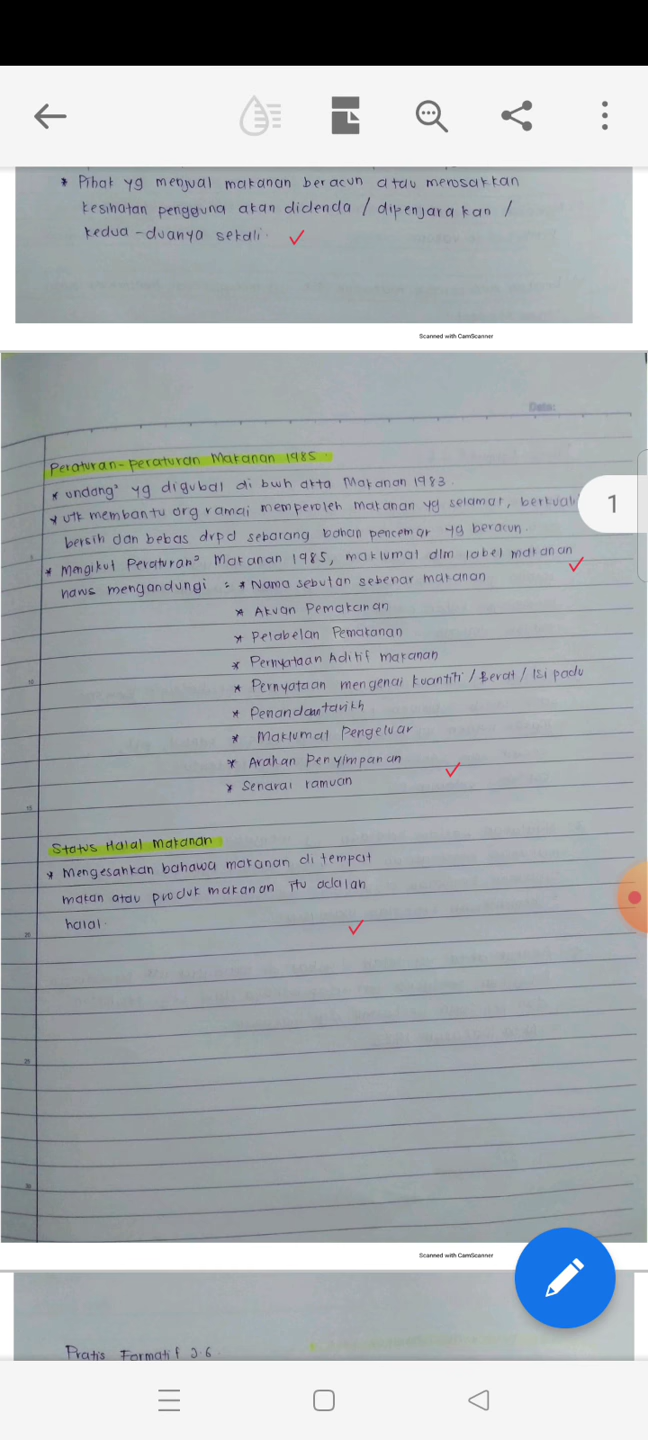 * Pihak yg menjual makanan beracun atau merosakkan
kesihatan pengguna akan didenda / dipenjarakan /
kedua-duanya sekali.
Scanned with CamScanner
Date:
Peraturan-peraturan Makanan 1985.
* undang² yg digubal di bwh akta Makanan 1983.
* utk membantu org ramai memperoleh makanan yg selamat,
1
bersih dan bebas drpd sebarang bahan pencemar yg beracun.
* Mengikut Peraturan² Makanan 1985, maklumat dlm label makanan
harus mengandungi : * Nama sebutan sebenar makanan
* Akuan Pemakanan
* Pelabelan Pemakanan
* Pernyataan Aditif makanan
* Pernyataan mengenai kuantiti / Berat / Isi padu
* Penandaan tarikh
* Maklumat Pengeluar
* Arahan Penyimpanan
* Senarai ramuan
Status Halal Makanan
* Mengesahkan bahawa makanan di tempat
makan atau produk makanan itu adalah
halal.
Scanned with CamScanner
Pratis Formatif 3.6